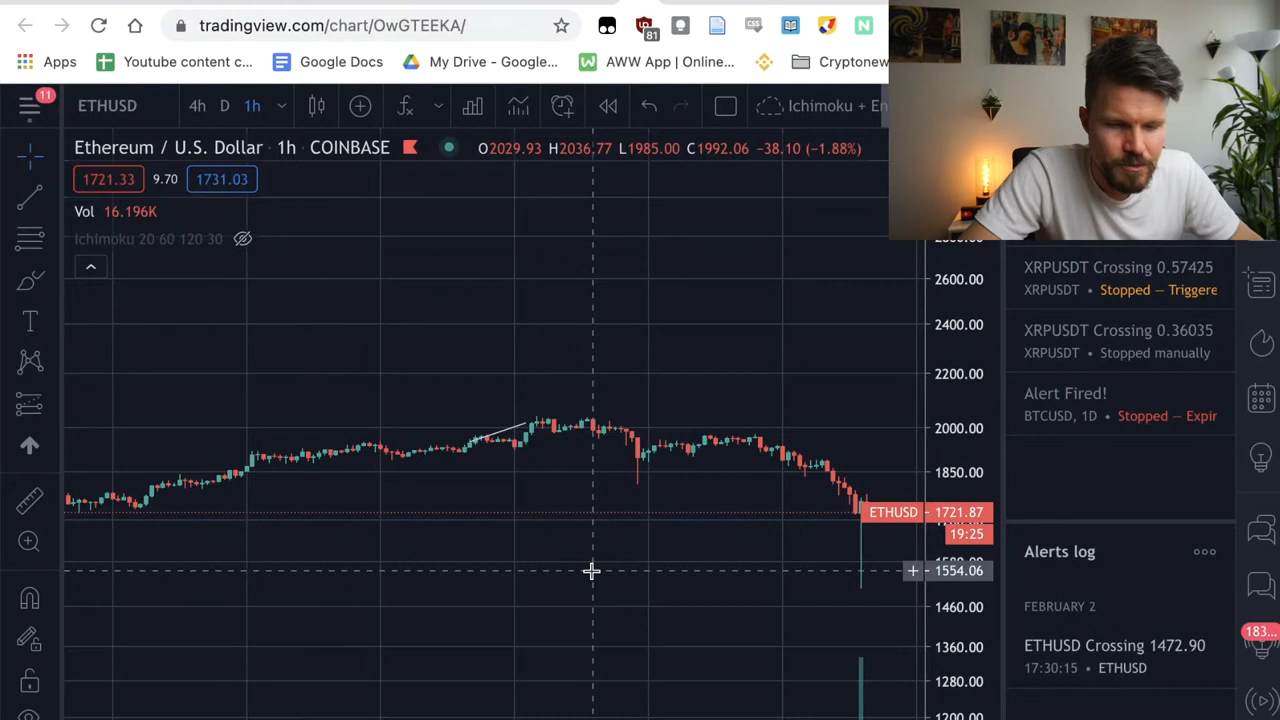 tradingview.com/chart/OwGTEEKA/
81
CSS
Apps
Youtube content c...
Google Docs
My Drive - Google...
AWW App | Online...
Cryptonew
11
ETHUSD
4h
D
1h
Ichimoku + En
Ethereum / U.S. Dollar · 1h · COINBASE
O2029.93 H2036.77 L1985.00 C1992.06 −38.10 (−1.88%)
1721.33
9.70
1731.03
Vol 16.196K
Ichimoku 20 60 120 30
2600.00
2400.00
2200.00
2000.00
1850.00
ETHUSD
1721.87
19:25
1554.06
1460.00
1360.00
1280.00
1200.00
XRPUSDT Crossing 0.57425
XRPUSDT • Stopped — Triggere
XRPUSDT Crossing 0.36035
XRPUSDT • Stopped manually
Alert Fired!
BTCUSD, 1D • Stopped — Expir
Alerts log
FEBRUARY 2
183...
ETHUSD Crossing 1472.90
17:30:15 • ETHUSD